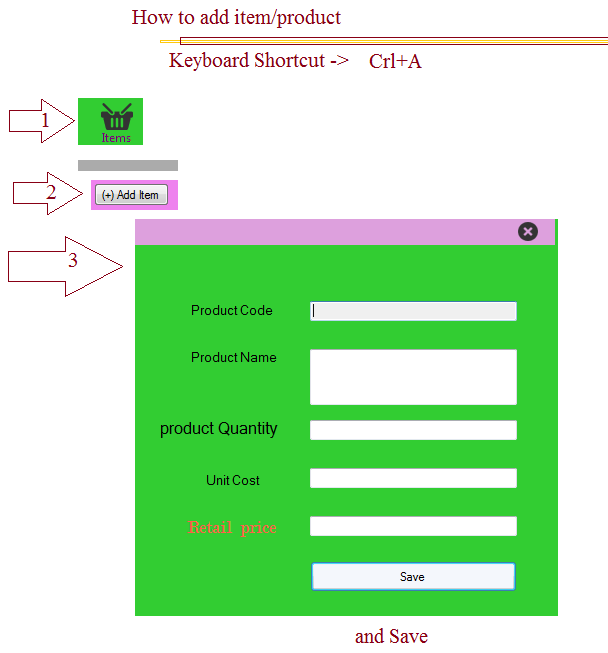 How to add item/product
Keyboard Shortcut -> Crl+A
1
Items
2
(+) Add Item
3
Product Code
Product Name
product Quantity
Unit Cost
Retail price
Save
and Save